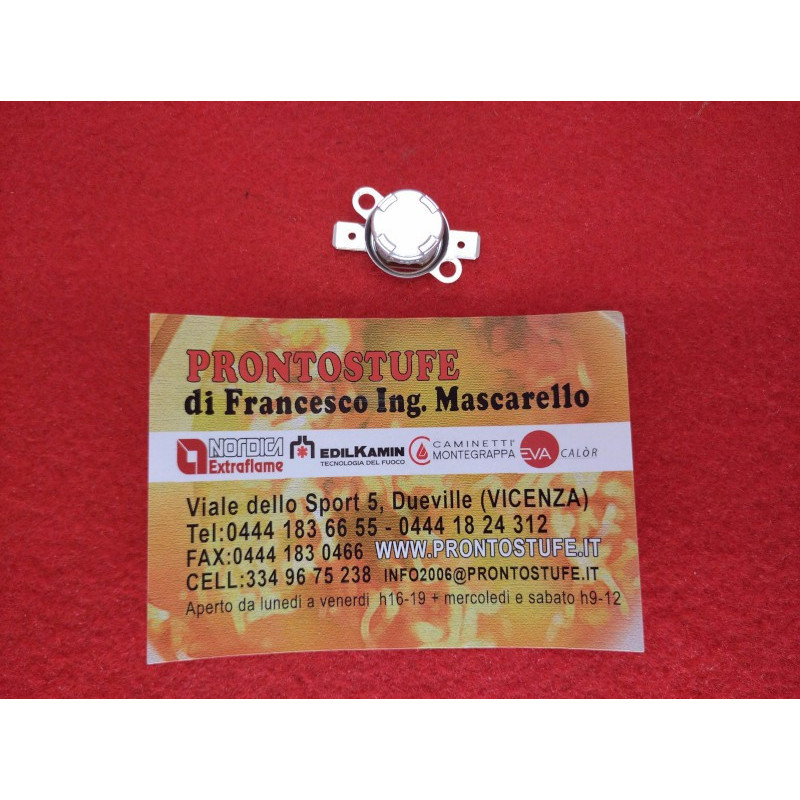 PRONTOSTUFE
di Francesco Ing. Mascarello
NORDICA Extraflame
EDILKAMIN TECNOLOGIA DEL FUOCO
CAMINETTI MONTEGRAPPA
EVA CALÒR
Viale dello Sport 5, Dueville (VICENZA)
Tel:0444 183 66 55 - 0444 18 24 312
FAX:0444 183 0466 WWW.PRONTOSTUFE.IT
CELL:334 96 75 238 INFO2006@PRONTOSTUFE.IT
Aperto da lunedi a venerdi h16-19 + mercoledi e sabato h9-12